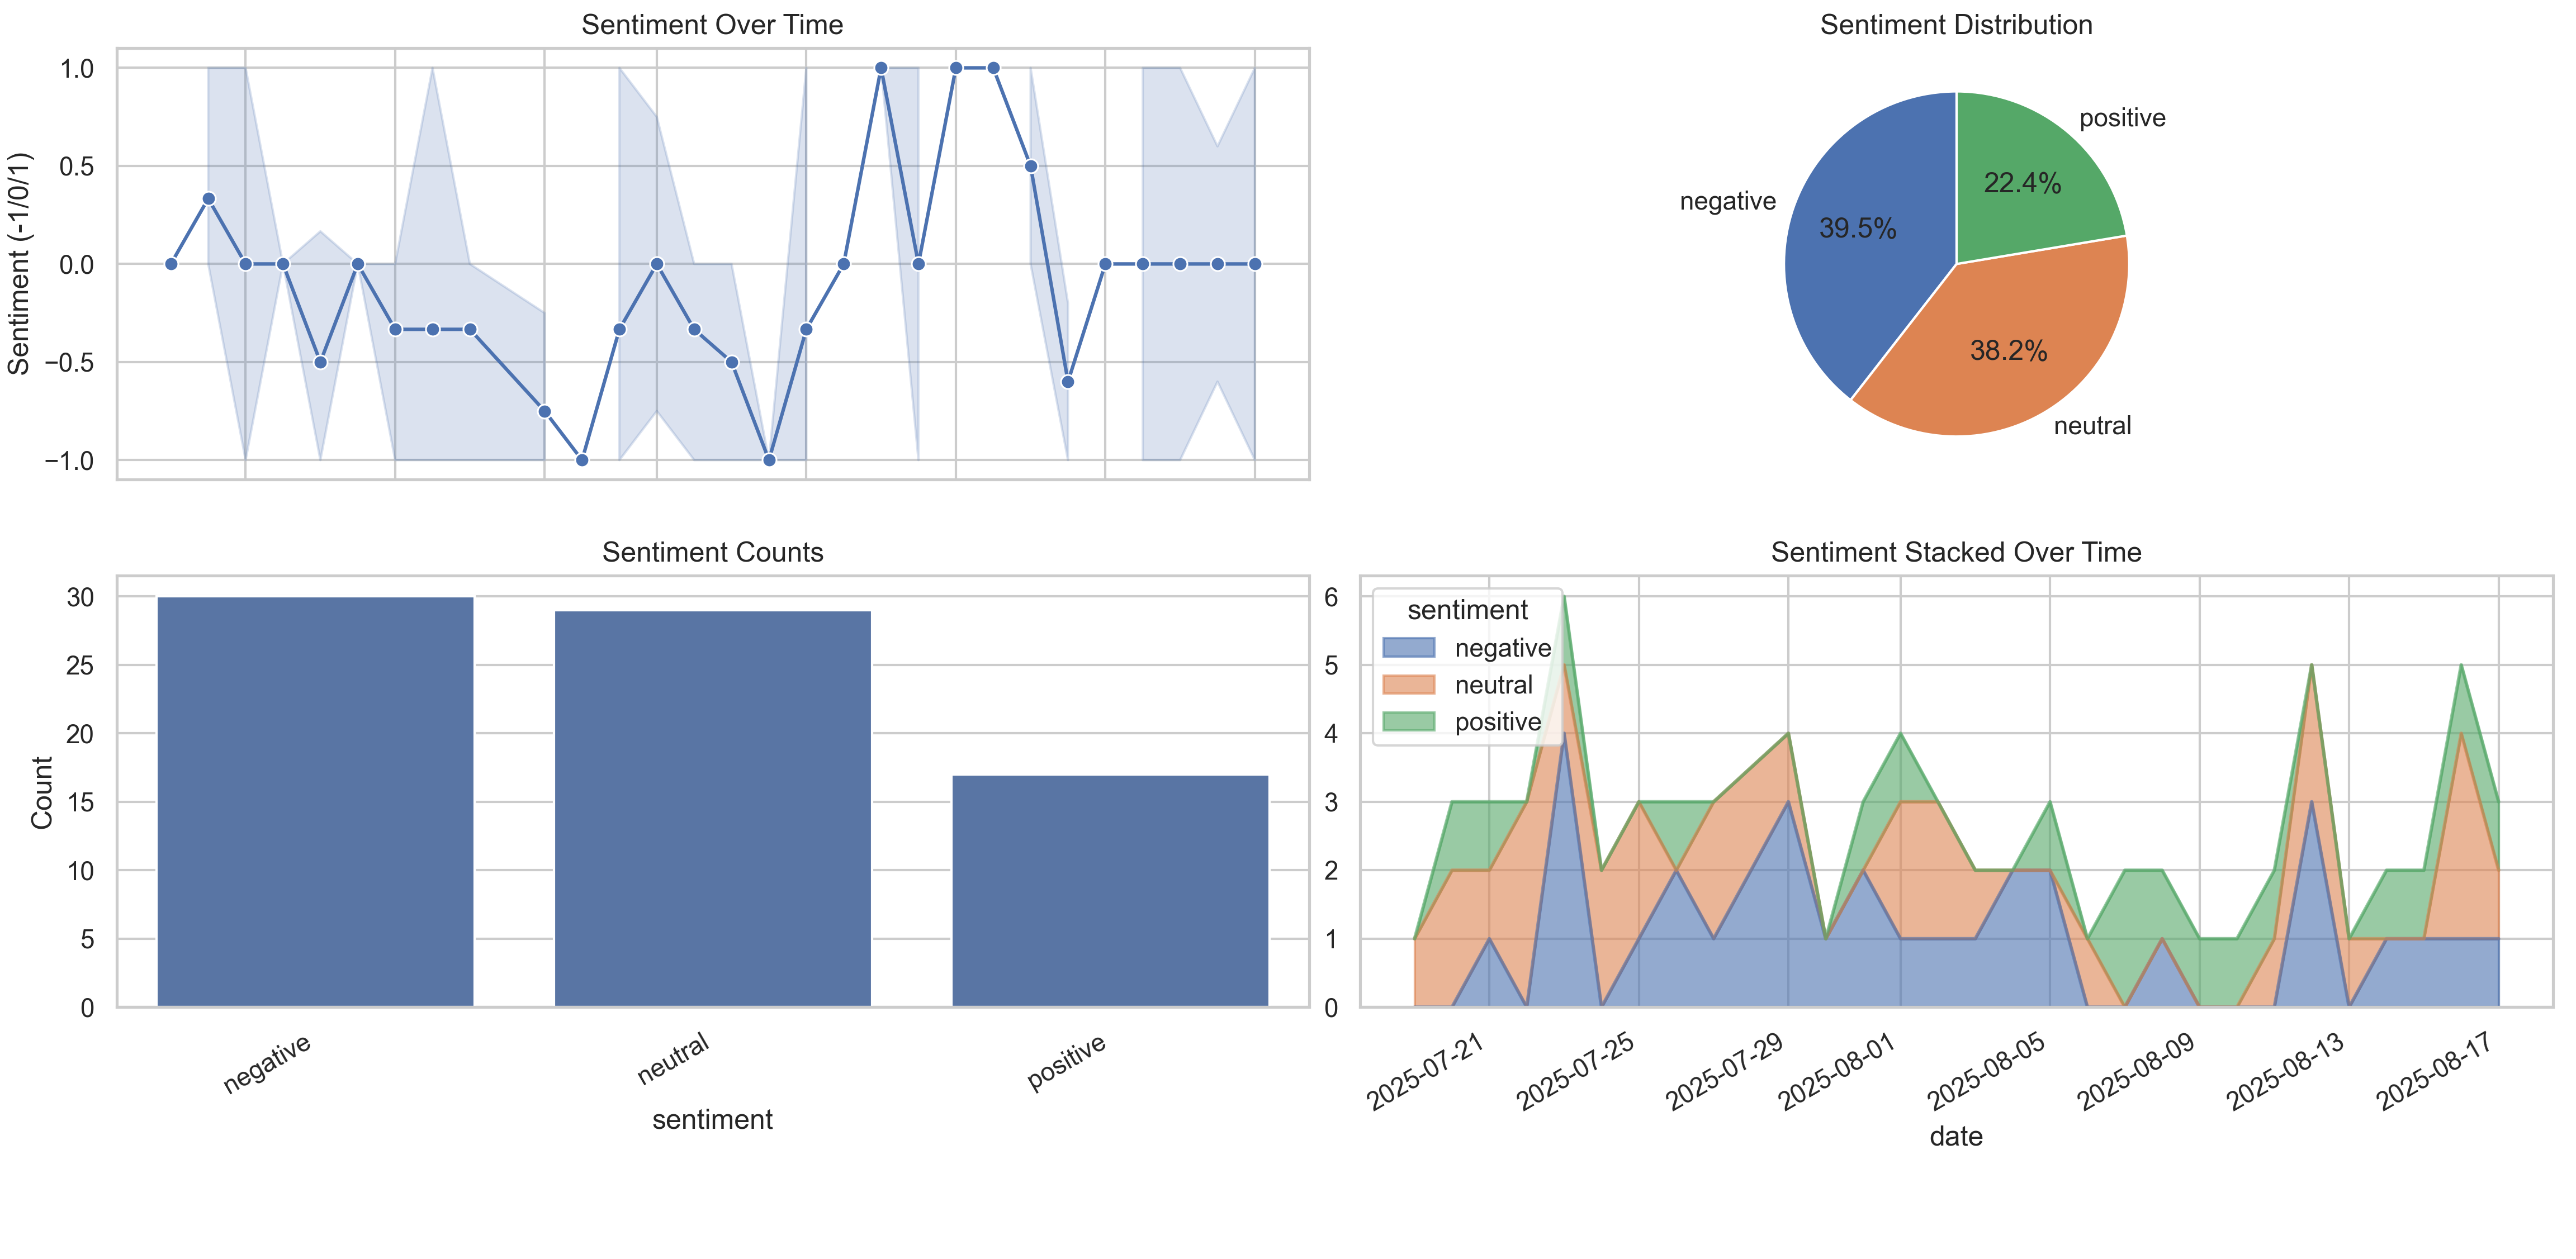 Sentiment Over Time
Sentiment (-1/0/1)
1.0
0.5
0.0
−0.5
−1.0
Sentiment Distribution
positive
22.4%
negative
39.5%
38.2%
neutral
Sentiment Counts
Count
30
25
20
15
10
5
0
negative
neutral
positive
sentiment
Sentiment Stacked Over Time
sentiment
negative
neutral
positive
6
5
4
3
2
1
0
2025-07-21
2025-07-25
2025-07-29
2025-08-01
2025-08-05
2025-08-09
2025-08-13
2025-08-17
date